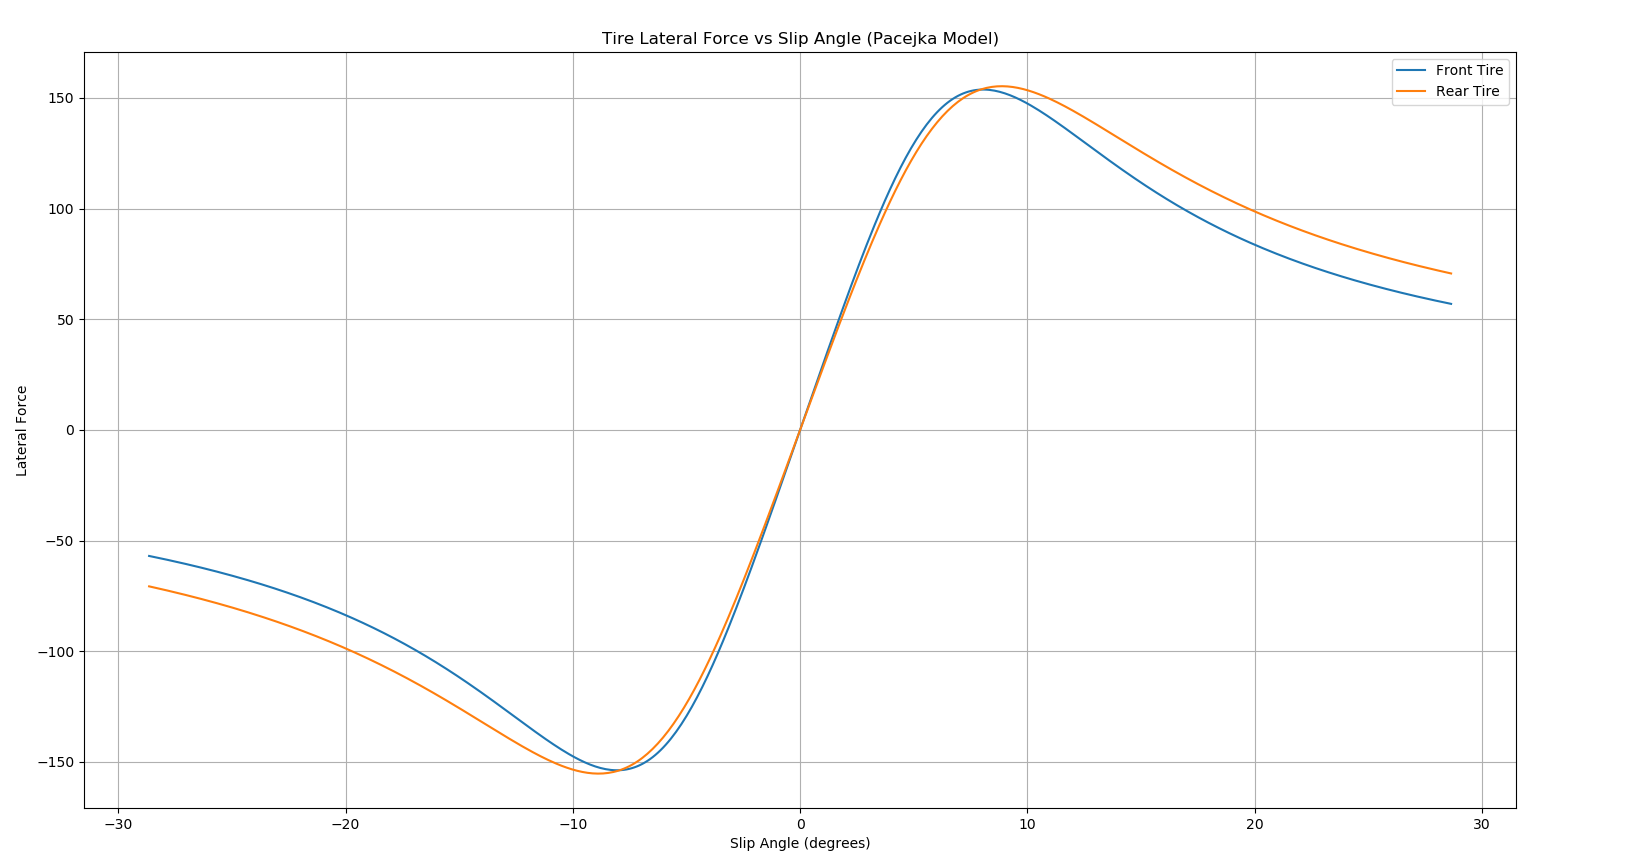 Tire Lateral Force vs Slip Angle (Pacejka Model)
Front Tire
Rear Tire
150
100
50
0
−50
−100
−150
Lateral Force
−30 −20 −10 0 10 20 30
Slip Angle (degrees)